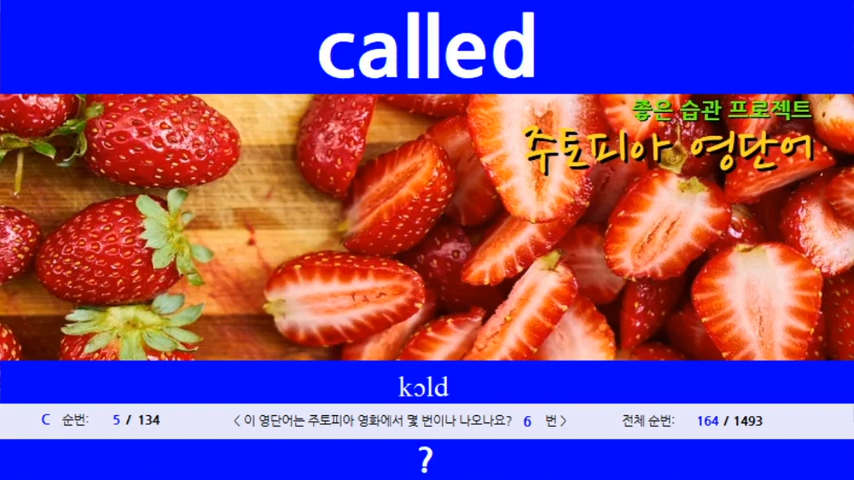 called
좋은 습관 프로젝트
주토피아 영단어
kɔld
C 순번: 5 / 134 < 이 영단어는 주토피아 영화에서 몇 번이나 나오나요? 6 번 > 전체 순번: 164 / 1493
?